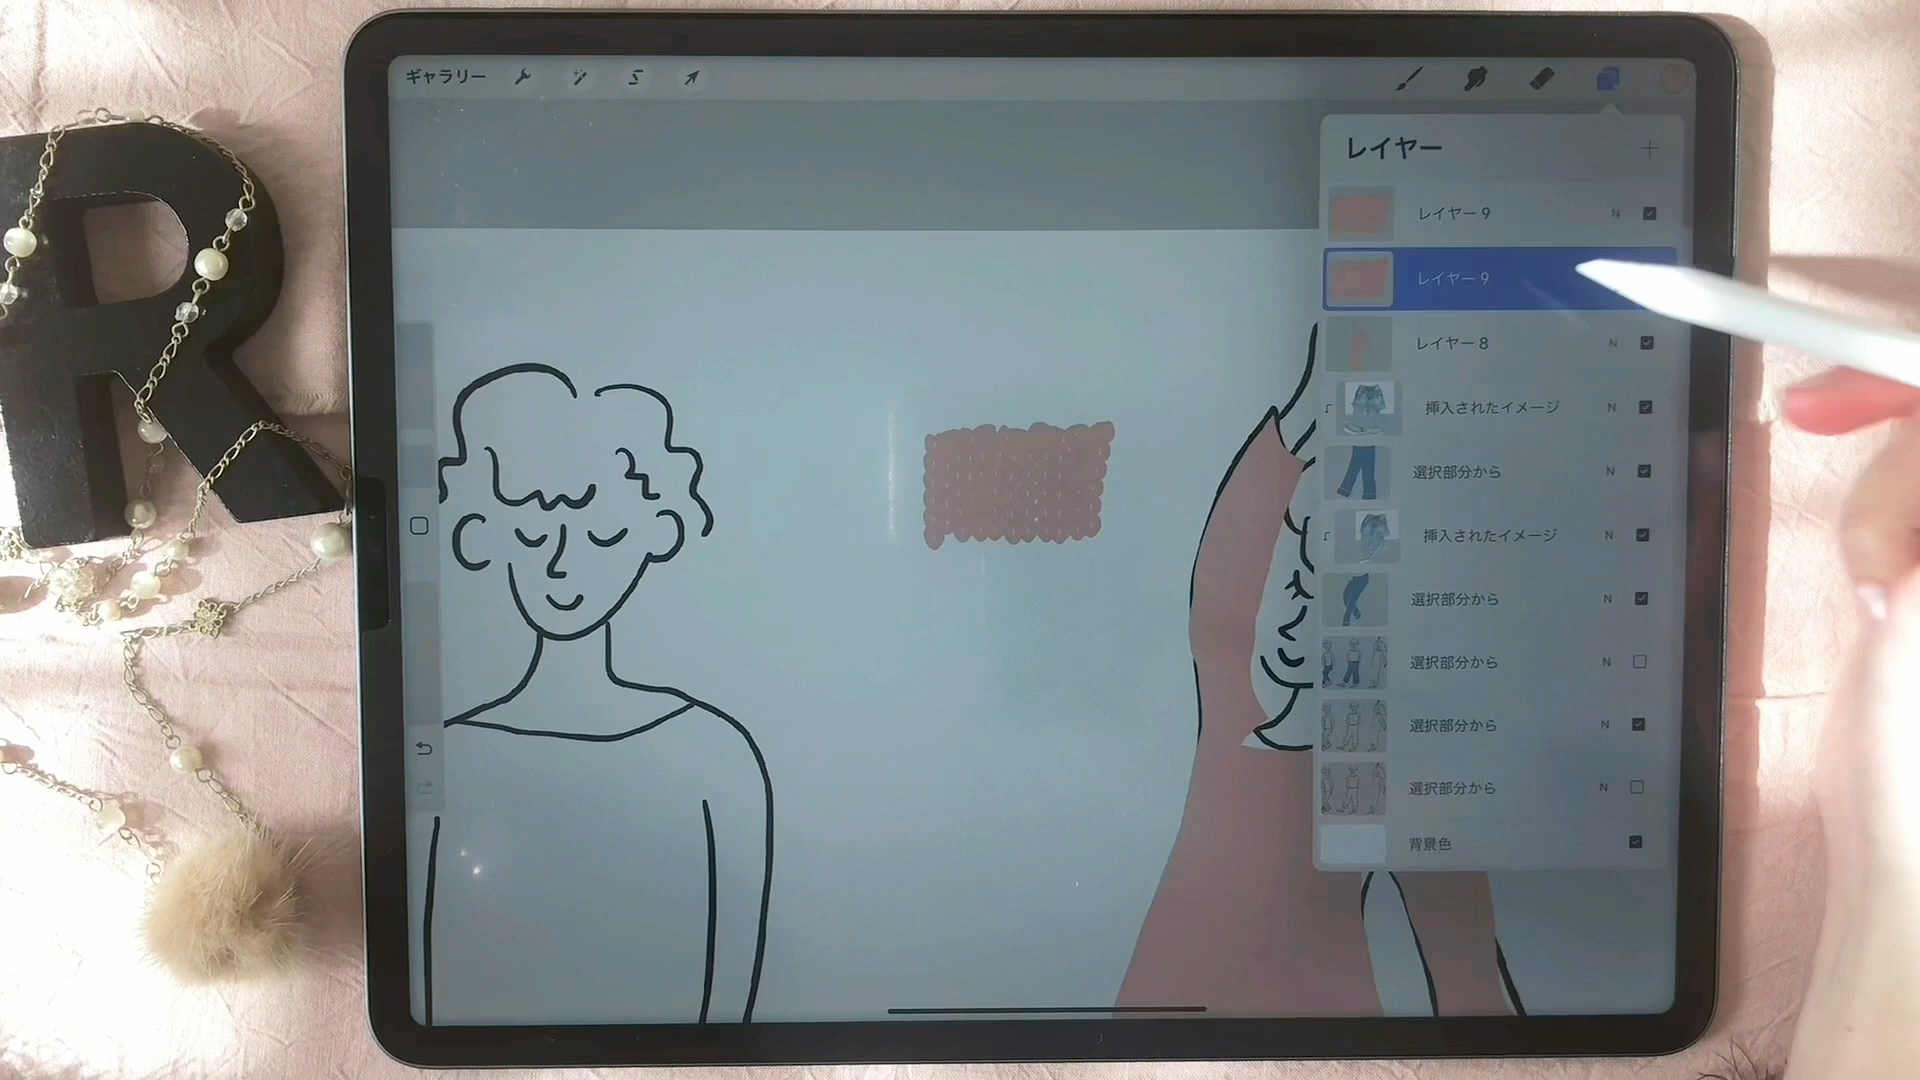 R
ギャラリー
レイヤー
レイヤー 9
N
レイヤー 9
レイヤー 8
N
挿入されたイメージ
N
選択部分から
N
挿入されたイメージ
N
選択部分から
N
選択部分から
N
選択部分から
N
選択部分から
N
背景色